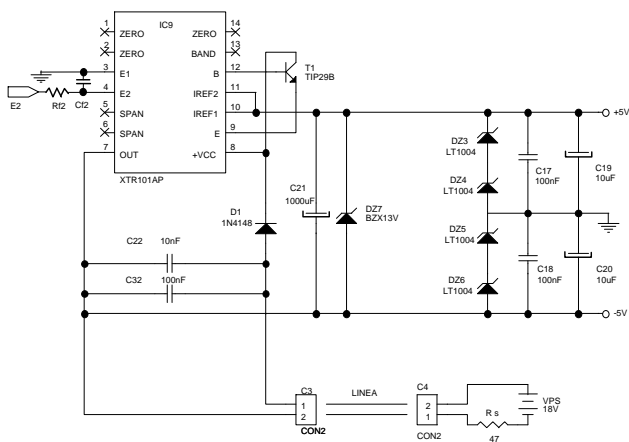 IC9
1 ZERO ZERO 14
2 ZERO BAND 13
3 E1 B 12
T1
TIP29B
E2 Rf2 Cf2 4 E2 IREF2 11
5 SPAN IREF1 10
+5V
6 SPAN E 9
7 OUT +VCC 8
XTR101AP
DZ3
LT1004
DZ4
LT1004
C17
100nF
C19
10uF
C21
1000uF
DZ7
BZX13V
D1
1N4148
DZ5
LT1004
C22 10nF
C32 100nF
DZ6
LT1004
C18
100nF
C20
10uF
-5V
C3
1
2
CON2
LINEA
C4
2
1
CON2
R s
47
VPS
18V